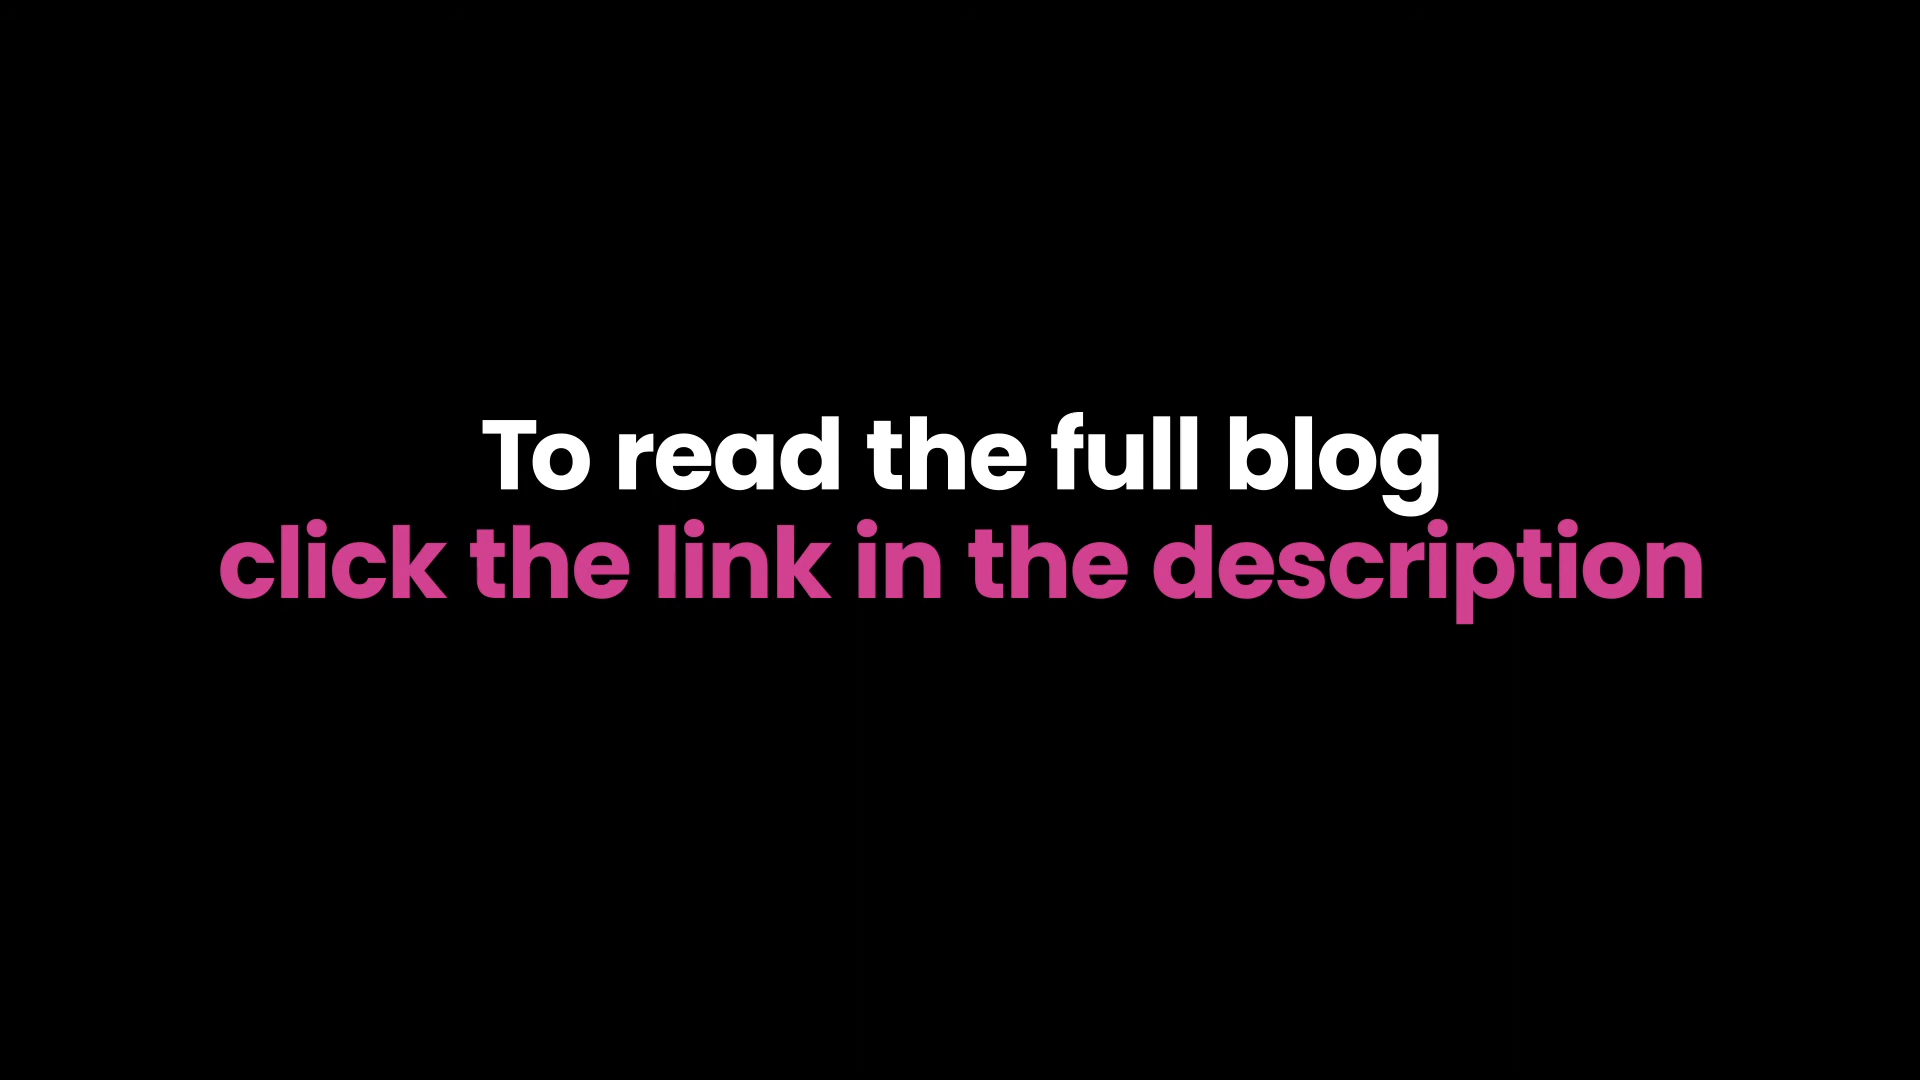 To read the full blog
click the link in the description